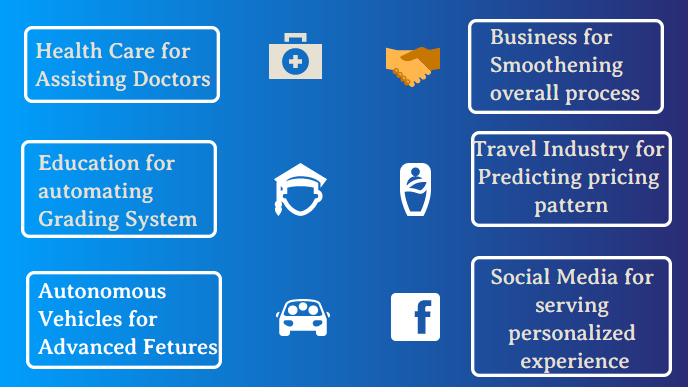 Health Care for
Assisting Doctors
Business for
Smoothening
overall process
Education for
automating
Grading System
Travel Industry for
Predicting pricing
pattern
Autonomous
Vehicles for
Advanced Fetures
Social Media for
serving
personalized
experience